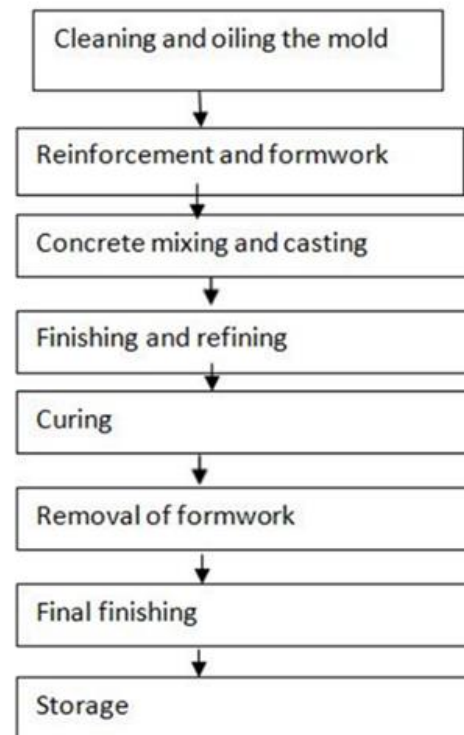 Cleaning and oiling the mold
Reinforcement and formwork
Concrete mixing and casting
Finishing and refining
Curing
Removal of formwork
Final finishing
Storage